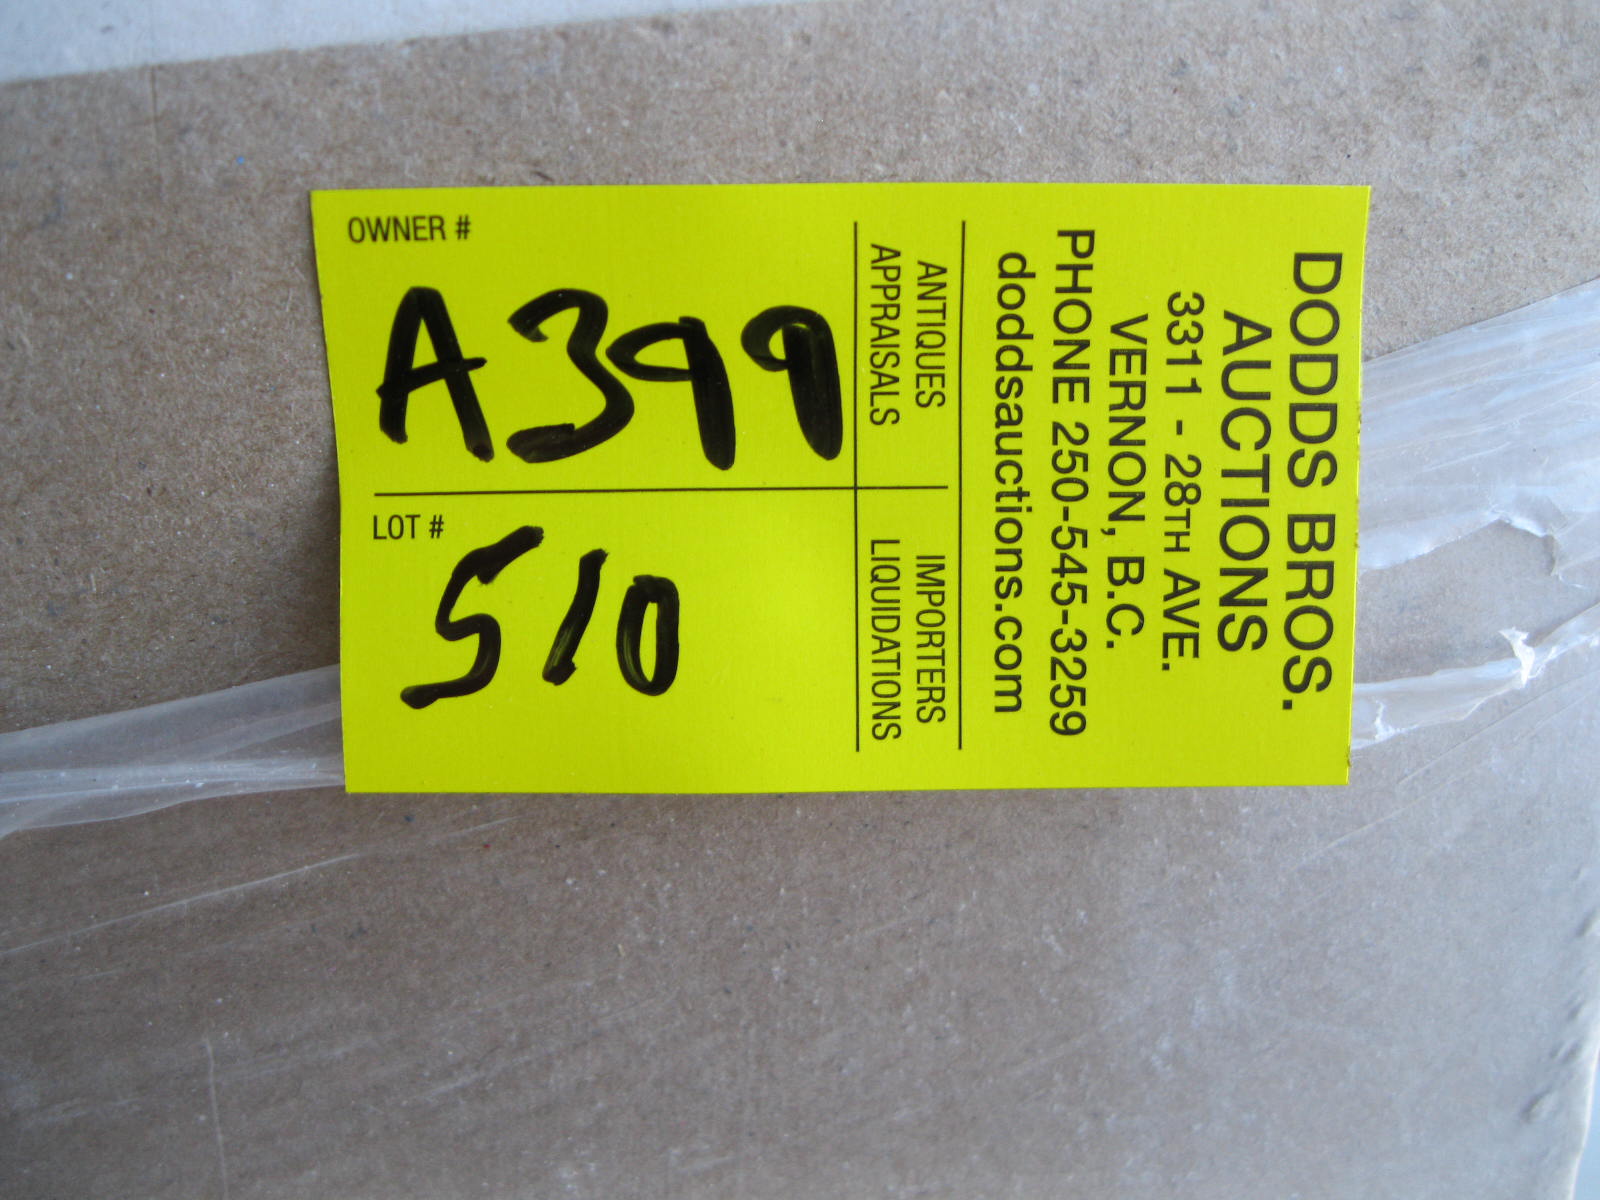 DODDS BROS.
AUCTIONS
3311 - 28TH AVE.
VERNON, B.C.
PHONE 250-545-3259
doddsauctions.com
ANTIQUES
APPRAISALS
IMPORTERS
LIQUIDATIONS
OWNER #
A399
LOT #
510